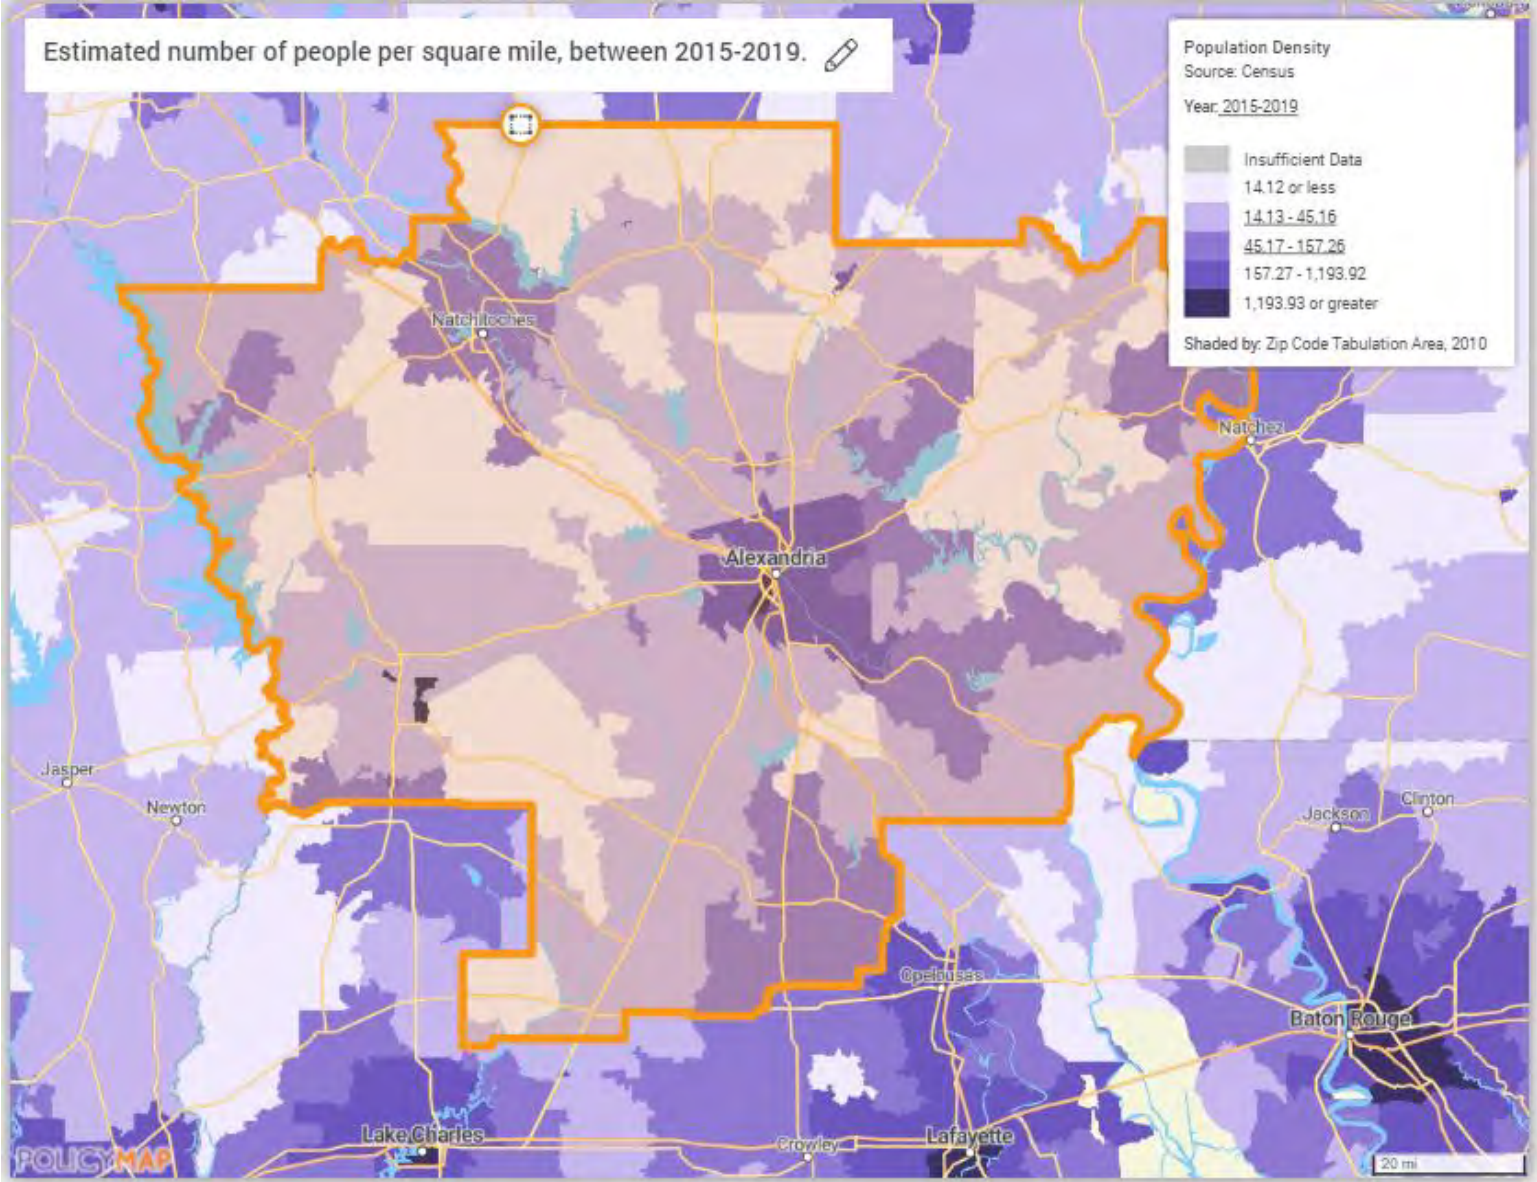 Estimated number of people per square mile, between 2015-2019.
Population Density
Source: Census
Year: 2015-2019
Insufficient Data
14.12 or less
14.13 - 45.16
45.17 - 157.26
157.27 - 1,193.92
1,193.93 or greater
Shaded by: Zip Code Tabulation Area, 2010
Natchitoches
Natchez
Alexandria
Jasper
Newton
Jackson
Clinton
Opelousas
Baton Rouge
Lake Charles
Crowley
Lafayette
POLICYMAP
20 mi